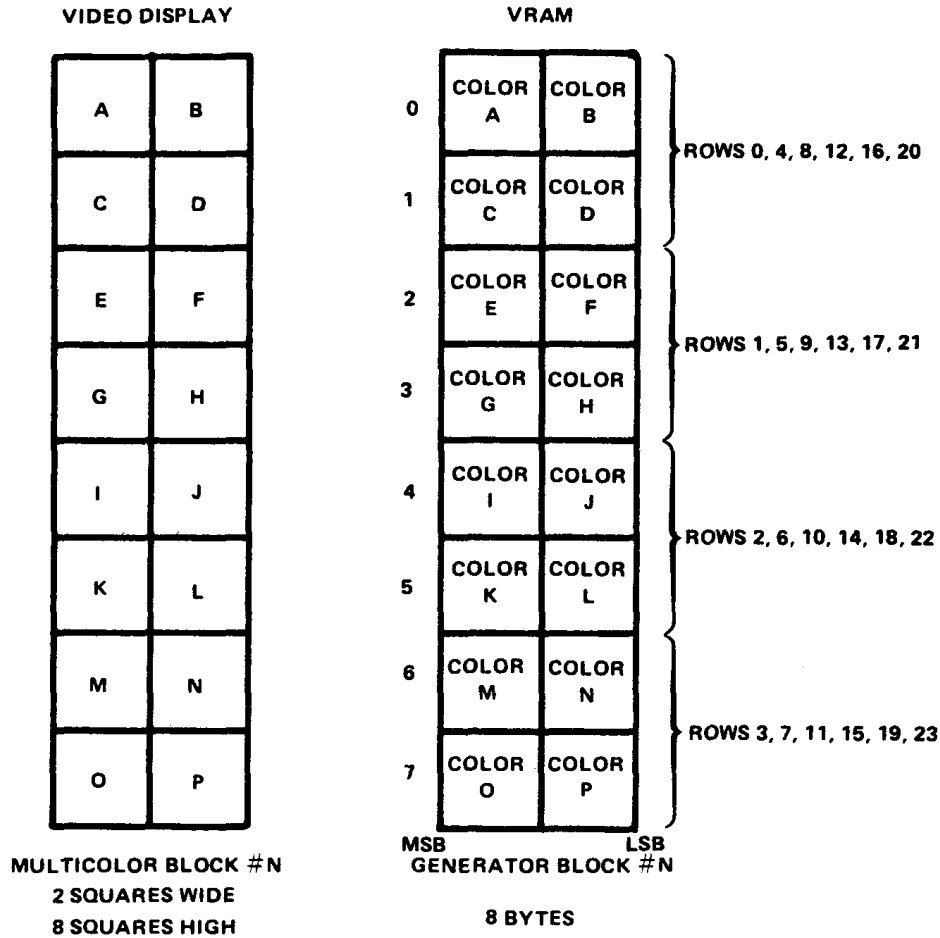 VIDEO DISPLAY
A B
C D
E F
G H
I J
K L
M N
O P
MULTICOLOR BLOCK #N
2 SQUARES WIDE
8 SQUARES HIGH
VRAM
0 COLOR A COLOR B
1 COLOR C COLOR D
ROWS 0, 4, 8, 12, 16, 20
2 COLOR E COLOR F
3 COLOR G COLOR H
ROWS 1, 5, 9, 13, 17, 21
4 COLOR I COLOR J
5 COLOR K COLOR L
ROWS 2, 6, 10, 14, 18, 22
6 COLOR M COLOR N
7 COLOR O COLOR P
ROWS 3, 7, 11, 15, 19, 23
MSB LSB
GENERATOR BLOCK #N
8 BYTES